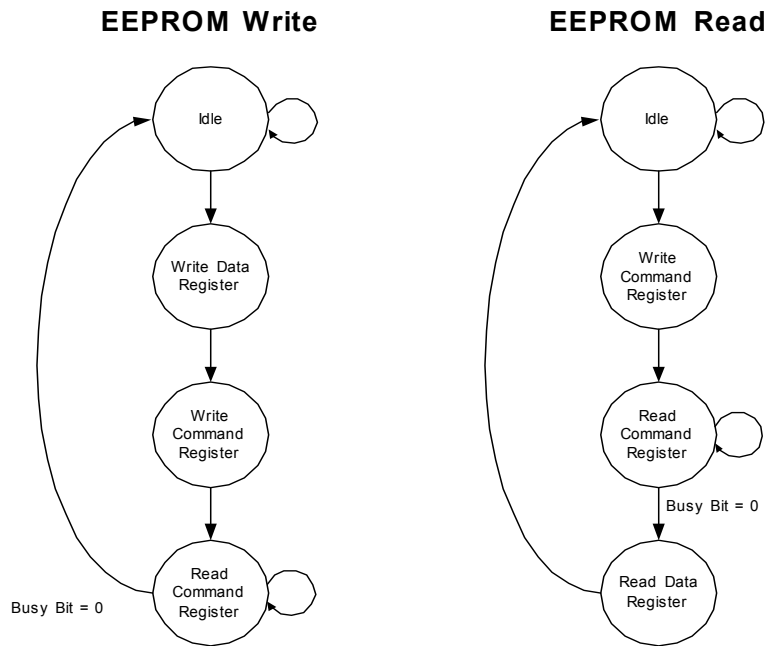 EEPROM Write
Idle
Write Data
Register
Write
Command
Register
Read
Command
Register
Busy Bit = 0
EEPROM Read
Idle
Write
Command
Register
Read
Command
Register
Busy Bit = 0
Read Data
Register